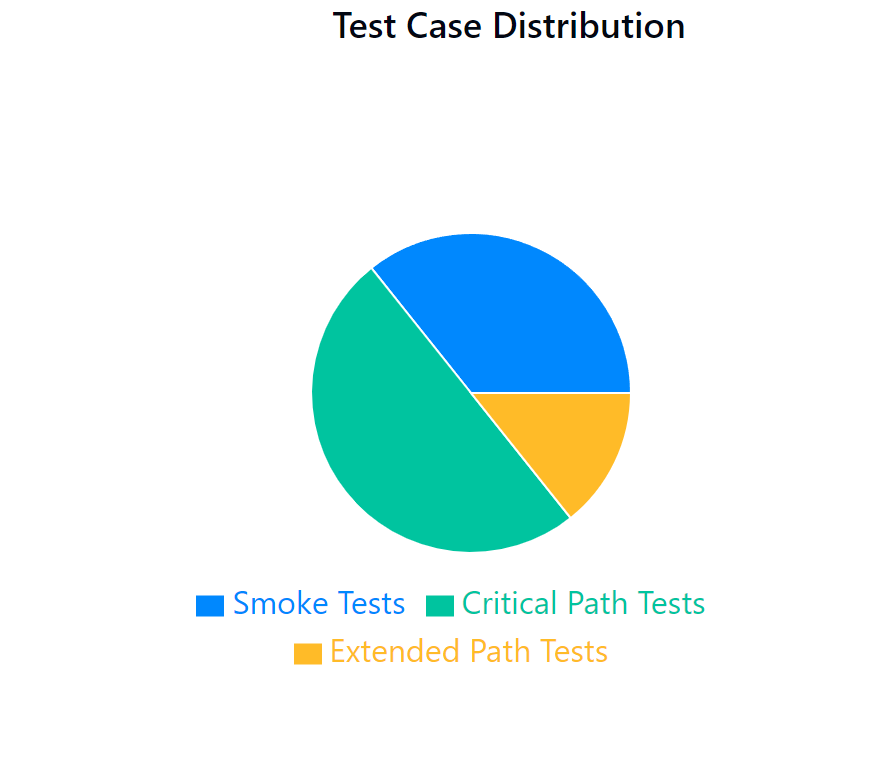 Test Case Distribution
Smoke Tests Critical Path Tests
Extended Path Tests